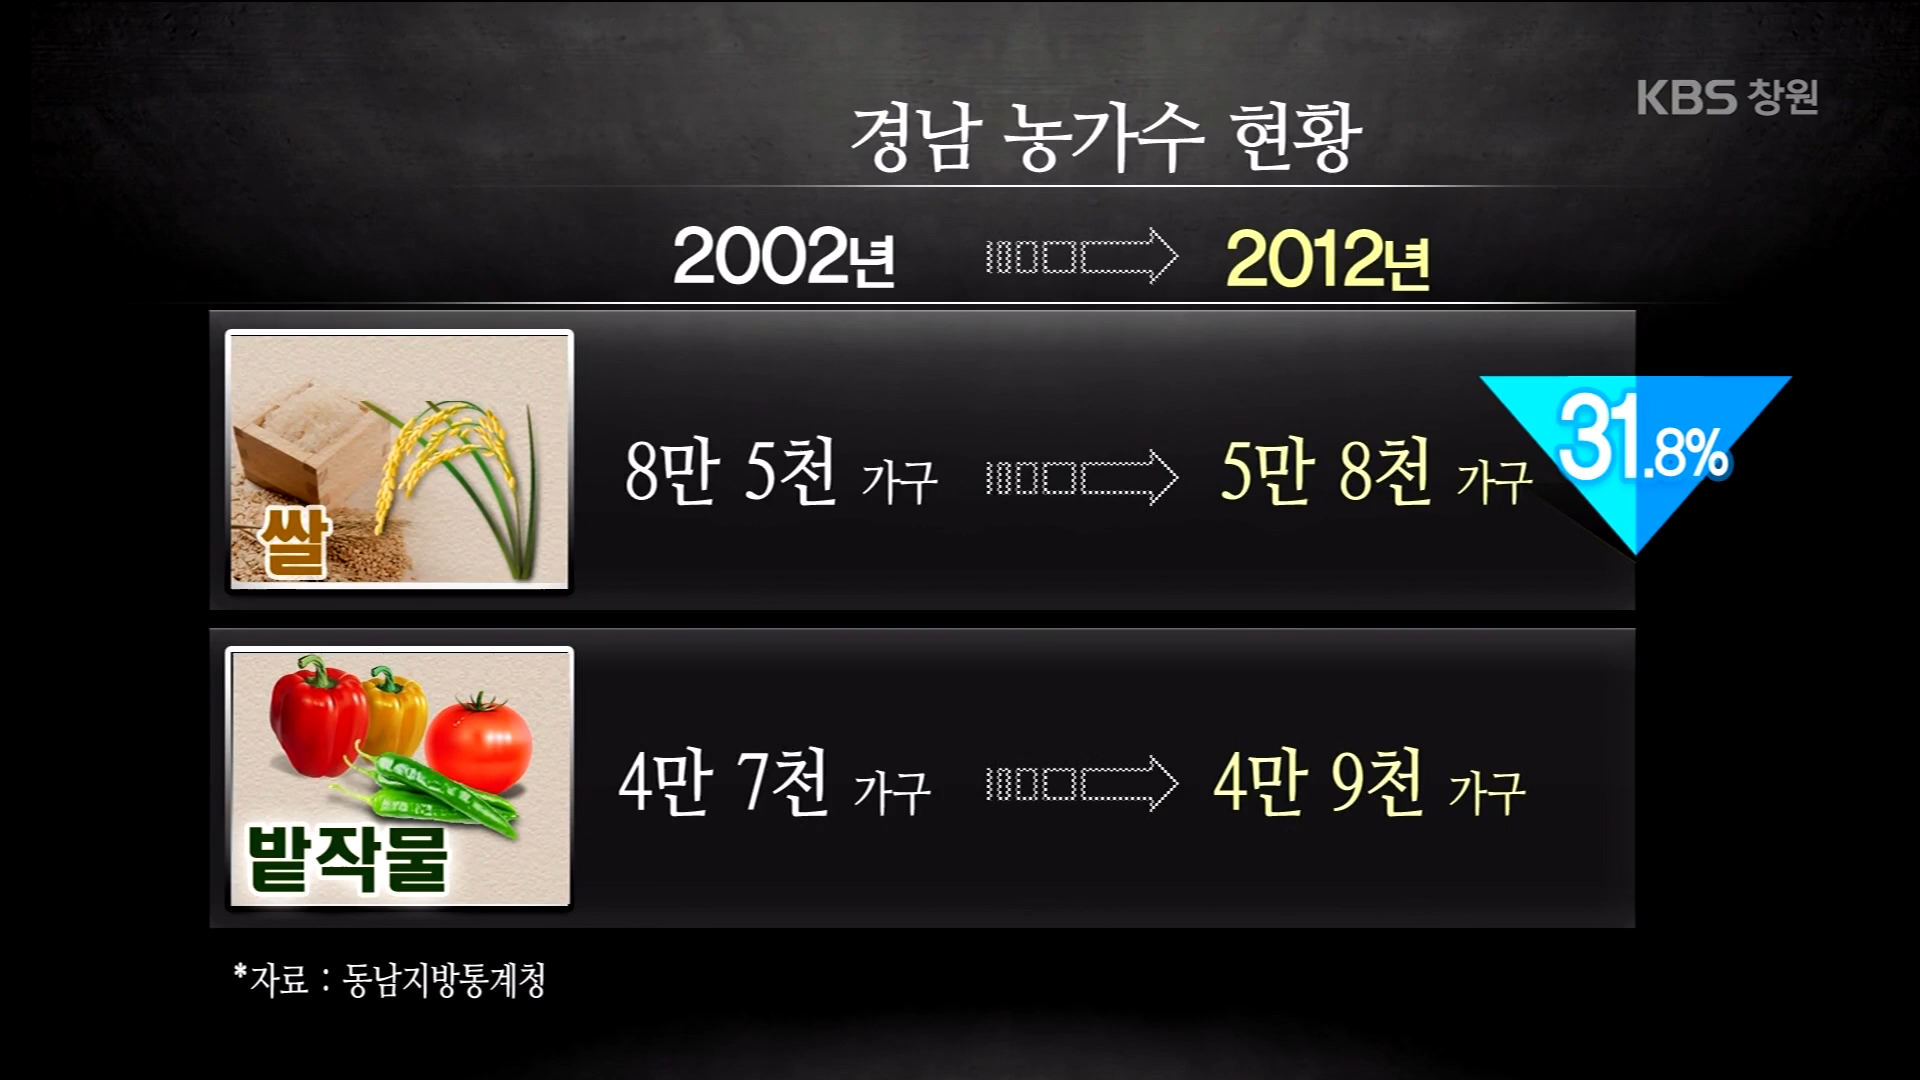 KBS 창원
경남 농가수 현황
2002년 2012년
쌀 8만 5천 가구 5만 8천 가구 31.8%
밭작물 4만 7천 가구 4만 9천 가구
*자료 : 동남지방통계청